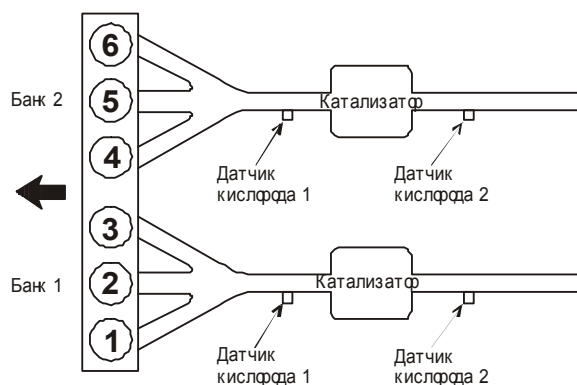 6
Банк 2
5
Катализатор
4
Датчик
кислорода 1
Датчик
кислорода 2
3
Банк 1
2
Катализатор
1
Датчик
кислорода 1
Датчик
кислорода 2